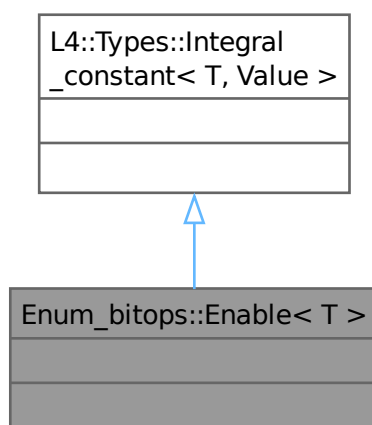 L4::Types::Integral
_constant< T, Value >
Enum_bitops::Enable< T >